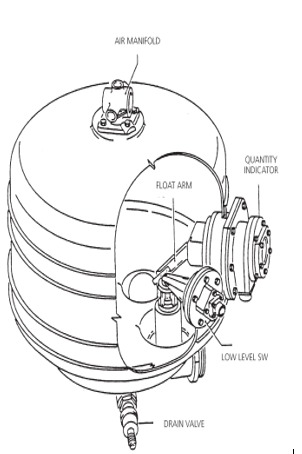 AIR MANIFOLD
QUANTITY
INDICATOR
FLOAT ARM
LOW LEVEL SW
DRAIN VALVE